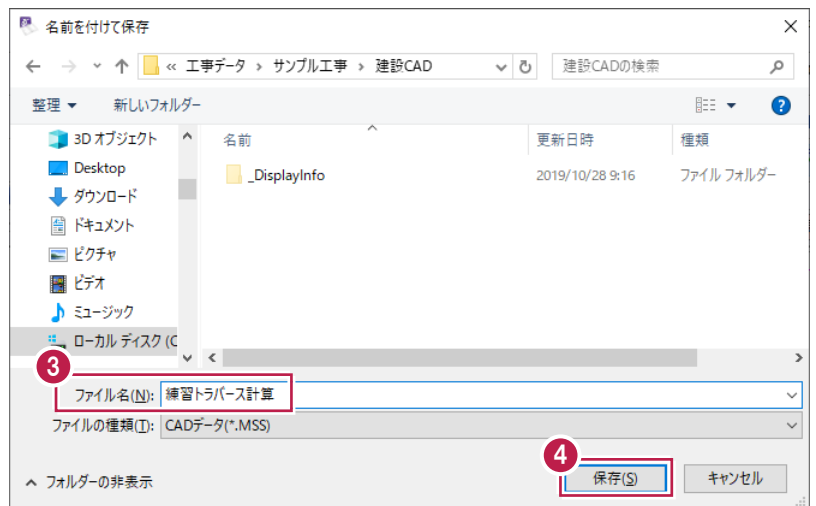 名前を付けて保存
« 工事データ › サンプル工事 › 建設CAD 建設CADの検索
整理 新しいフォルダー
3D オブジェクト
Desktop
ダウンロード
ドキュメント
ピクチャ
ビデオ
ミュージック
ローカル ディスク (C
名前 更新日時 種類
_DisplayInfo 2019/10/28 9:16 ファイル フォルダー
3
ファイル名(N): 練習トラバース計算
ファイルの種類(T): CADデータ(*.MSS)
4
フォルダーの非表示 保存(S) キャンセル